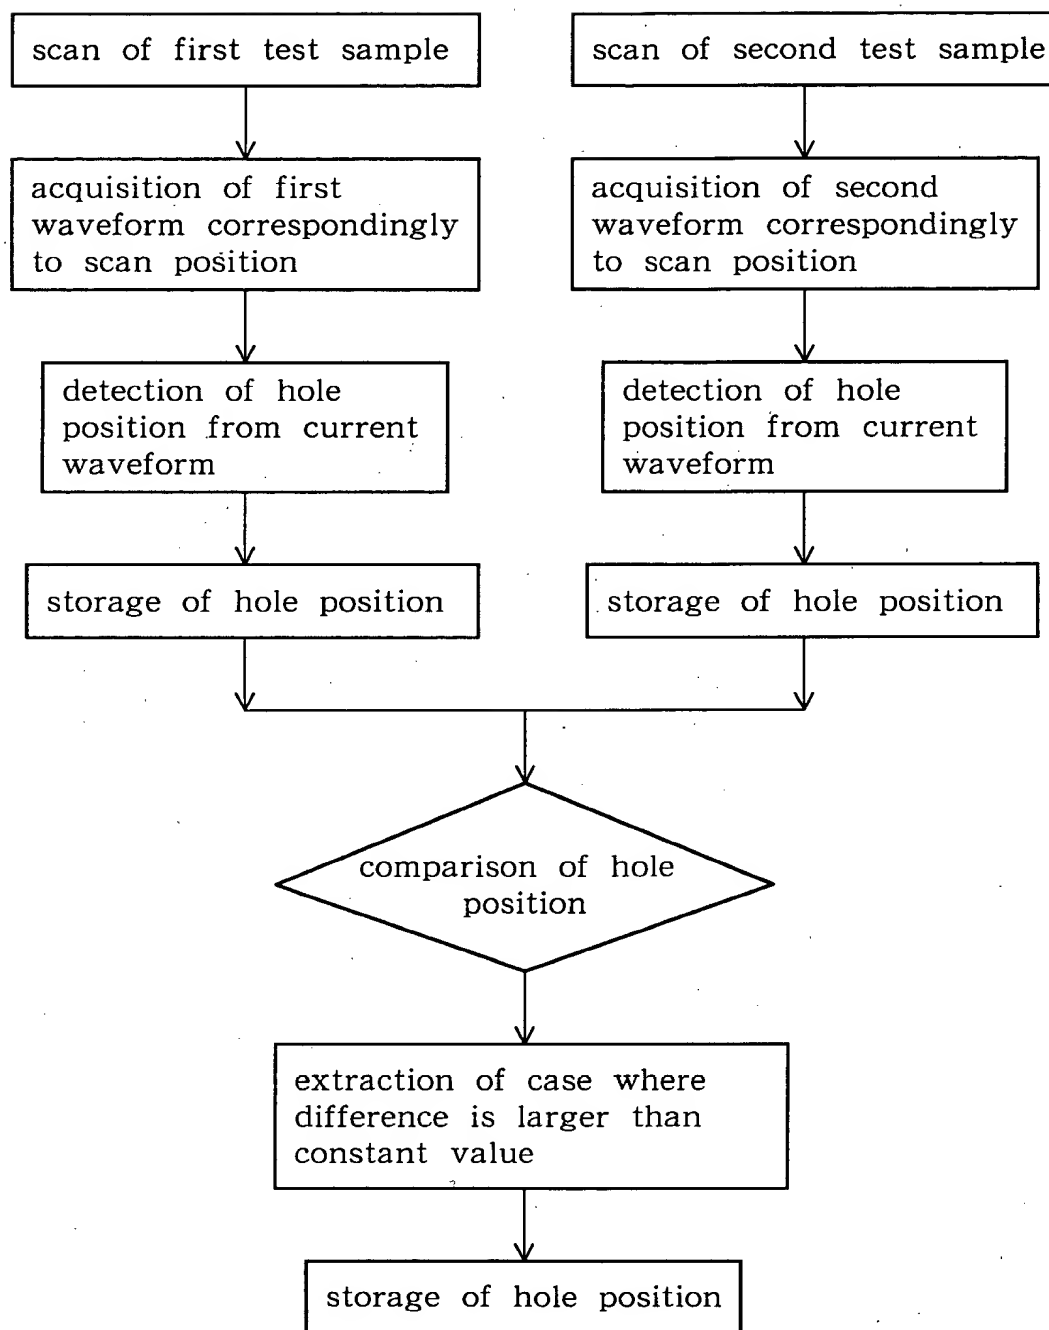 scan of first test sample
scan of second test sample
acquisition of first
waveform correspondingly
to scan position
acquisition of second
waveform correspondingly
to scan position
detection of hole
position from current
waveform
detection of hole
position from current
waveform
storage of hole position
storage of hole position
comparison of hole
position
extraction of case where
difference is larger than
constant value
storage of hole position